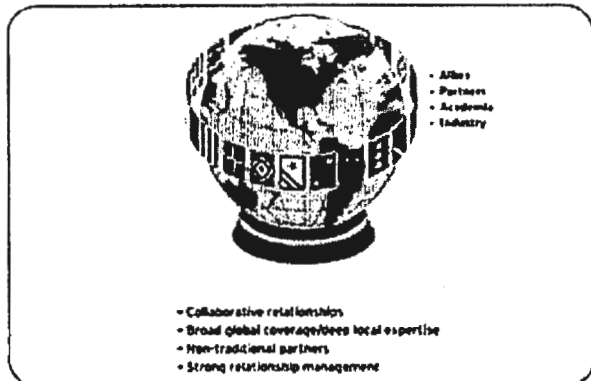 • Allies
• Partners
• Academia
• Industry
• Collaborative relationships
• Broad global coverage/deep local expertise
• Non-traditional partners
• Strong relationship management